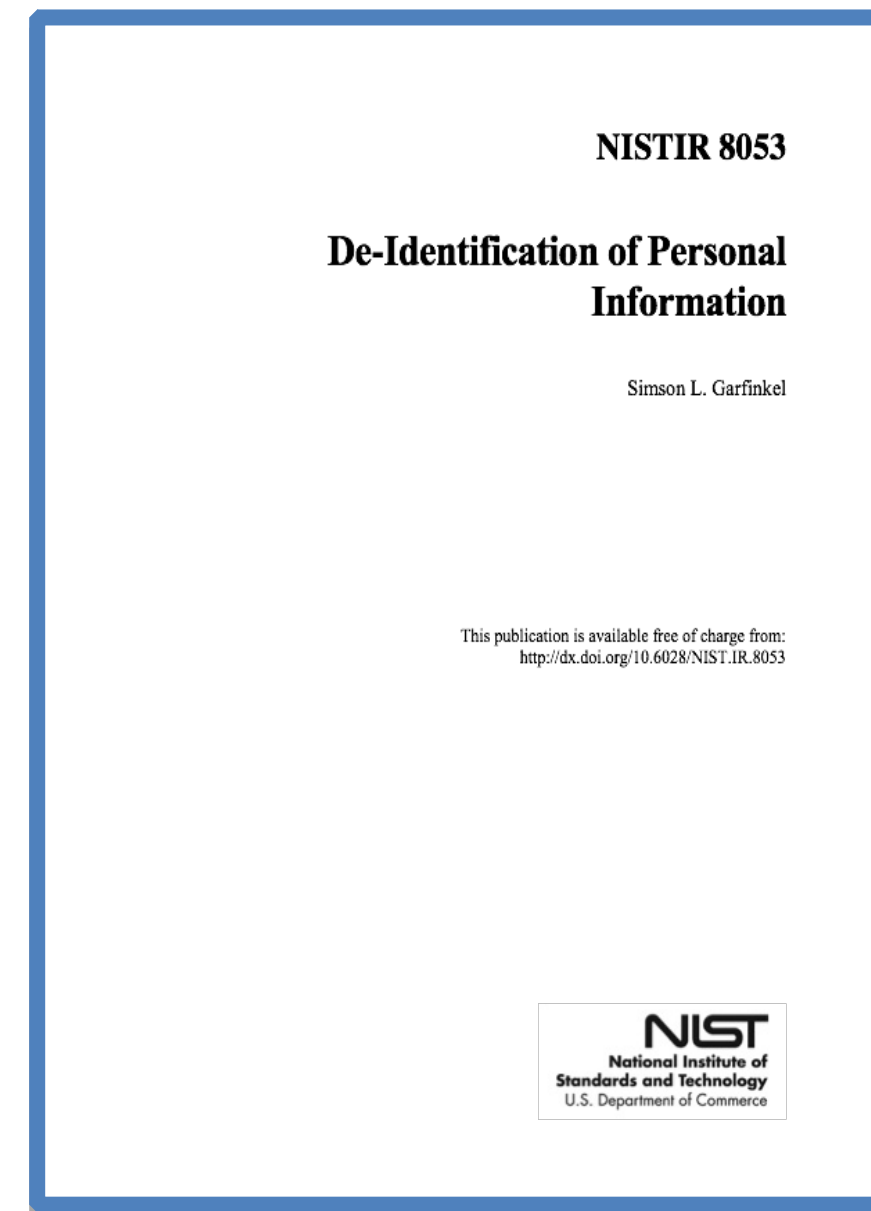 NISTIR 8053
De-Identification of Personal
Information
Simson L. Garfinkel
This publication is available free of charge from:
http://dx.doi.org/10.6028/NIST.IR.8053
NIST
National Institute of
Standards and Technology
U.S. Department of Commerce